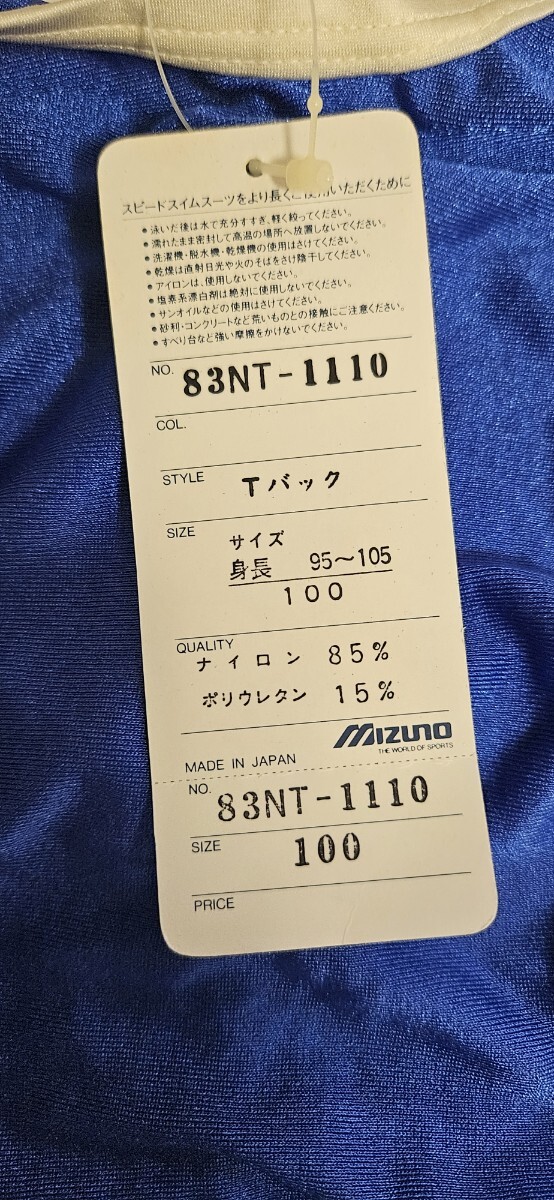 スピードスイムスーツをより長くご使用いただくために
●泳いだ後は水で充分すすぎ、軽く絞ってください。
●濡れたまま密封して高温の場所へ放置しないでください。
●洗濯機・脱水機・乾燥機の使用はさけてください。
●乾燥は直射日光や火のそばをさけ陰干してください。
●アイロンは、使用しないでください。
●塩素系漂白剤は絶対に使用しないでください。
●サンオイルなどの使用はさけてください。
●砂利・コンクリートなど荒いものとの接触にご注意ください。
●すべり台など強い摩擦をかけないでください。
NO. 83NT-1110
COL.
STYLE Tバック
SIZE サイズ
身長 95〜105
100
QUALITY
ナイロン 85%
ポリウレタン 15%
MIZUNO
THE WORLD OF SPORTS
MADE IN JAPAN
NO. 83NT-1110
SIZE 100
PRICE